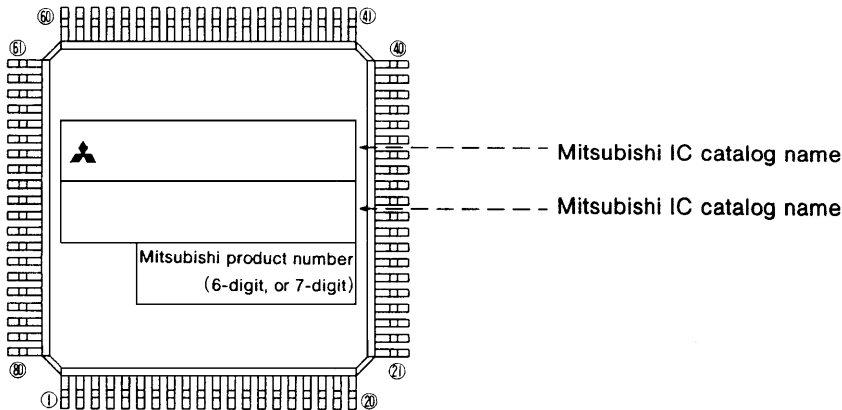 60 41
61 40
Mitsubishi IC catalog name
Mitsubishi IC catalog name
Mitsubishi product number
(6-digit, or 7-digit)
80 21
1 20